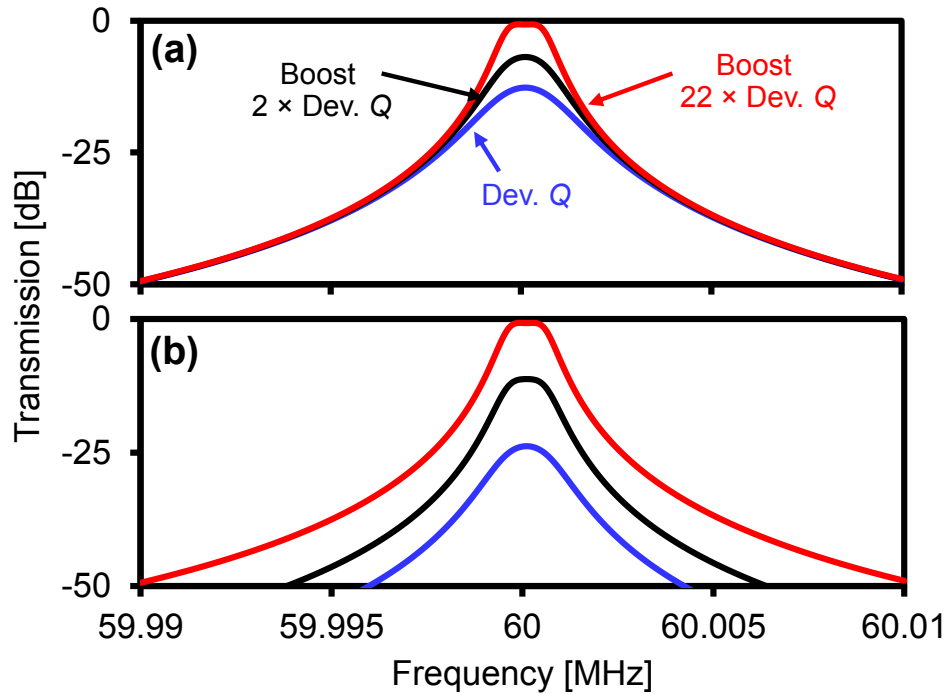 0
(a)
Boost
2 × Dev. Q
Boost
22 × Dev. Q
Dev. Q
-25
-50
0
(b)
-25
-50
Transmission [dB]
59.99 59.995 60 60.005 60.01
Frequency [MHz]